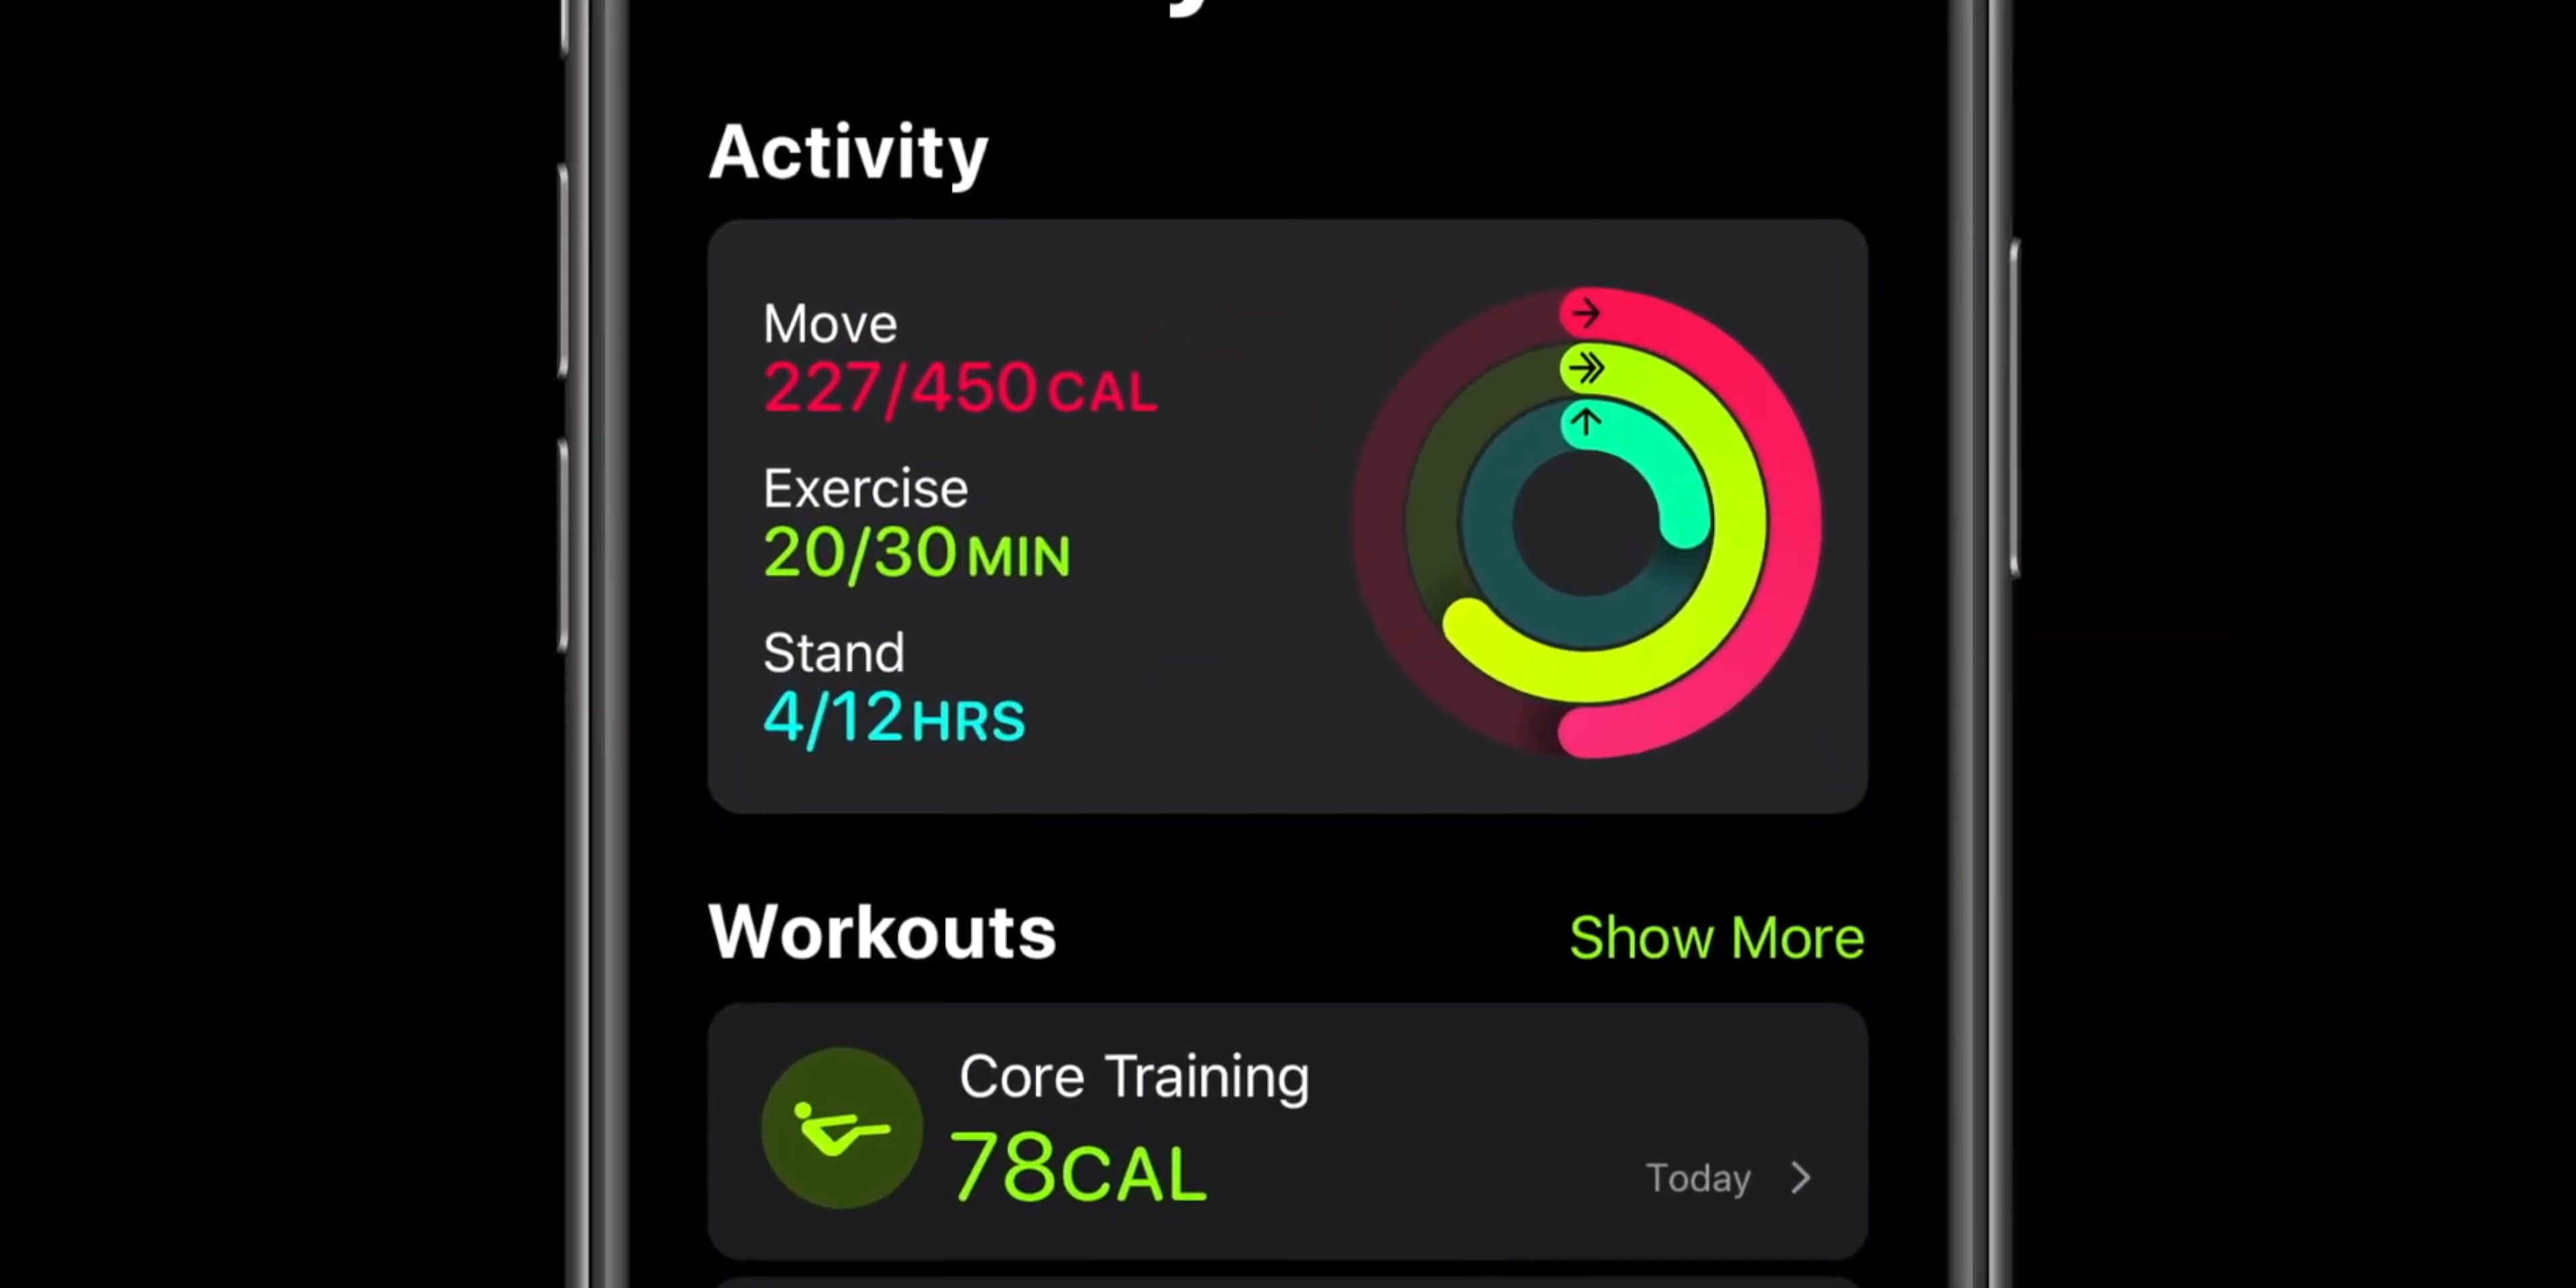 Activity
Move
227/450CAL
Exercise
20/30MIN
Stand
4/12HRS
Workouts
Show More
Core Training
78CAL
Today